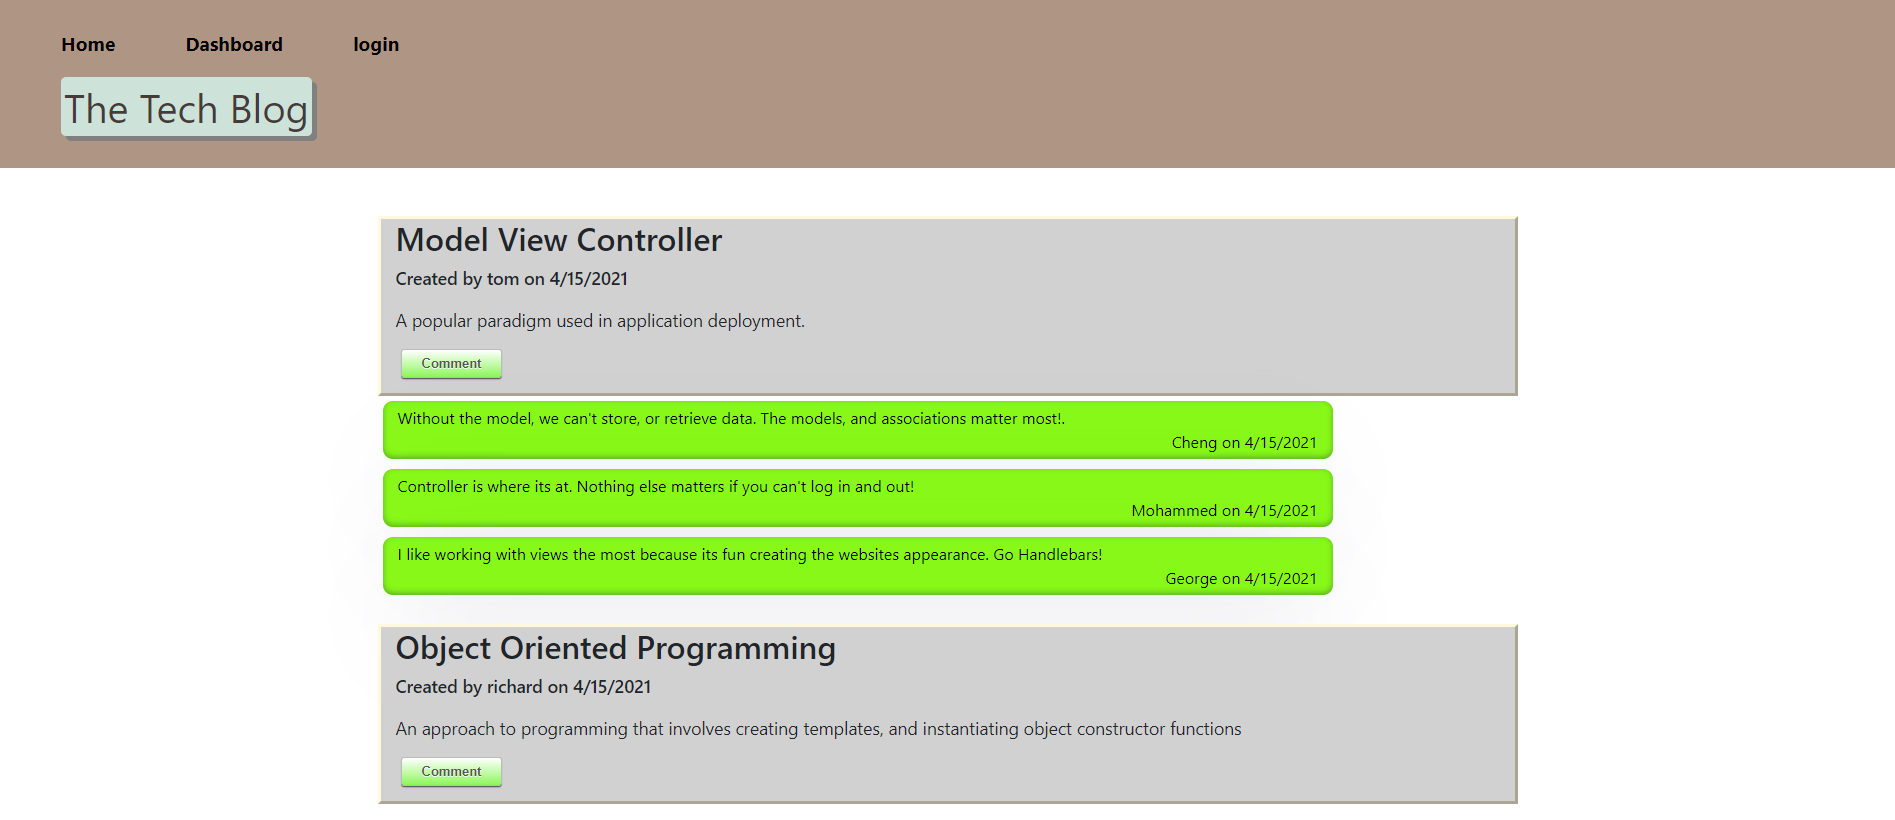 Home Dashboard login
The Tech Blog
Model View Controller
Created by tom on 4/15/2021
A popular paradigm used in application deployment.
Comment
Without the model, we can't store, or retrieve data. The models, and associations matter most!.
Cheng on 4/15/2021
Controller is where its at. Nothing else matters if you can't log in and out!
Mohammed on 4/15/2021
I like working with views the most because its fun creating the websites appearance. Go Handlebars!
George on 4/15/2021
Object Oriented Programming
Created by richard on 4/15/2021
An approach to programming that involves creating templates, and instantiating object constructor functions
Comment